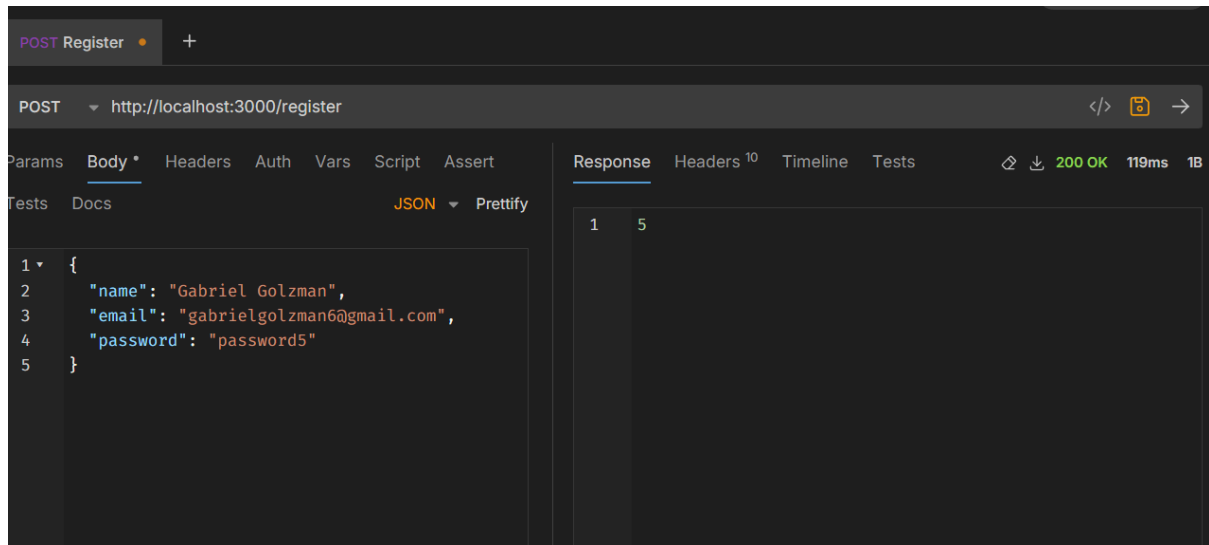 POST Register
+
POST http://localhost:3000/register </>
Params Body Headers Auth Vars Script Assert
Tests Docs JSON Prettify
1 {
2 "name": "Gabriel Golzman",
3 "email": "gabrielgolzman6@gmail.com",
4 "password": "password5"
5 }
Response Headers 10 Timeline Tests 200 OK 119ms 1B
1 5